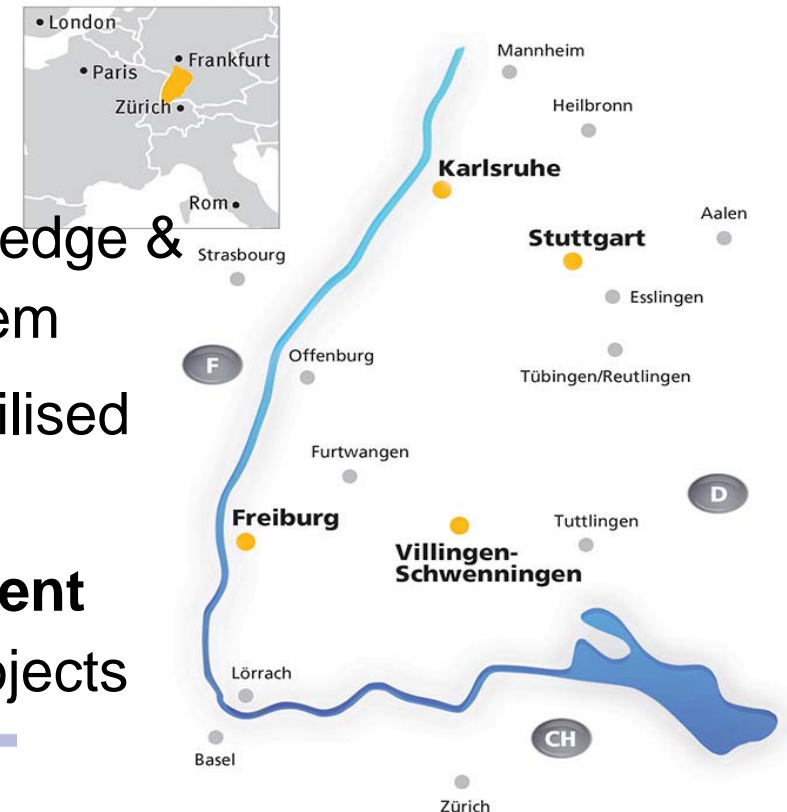 London
Frankfurt
Paris
Zürich
Rom
edge &
em
ilised
ent
ojects
Mannheim
Heilbronn
Karlsruhe
Aalen
Stuttgart
Strasbourg
Esslingen
F
Offenburg
Tübingen/Reutlingen
Furtwangen
D
Freiburg
Tuttlingen
Villingen-
Schwenningen
Lörrach
CH
Basel
Zürich